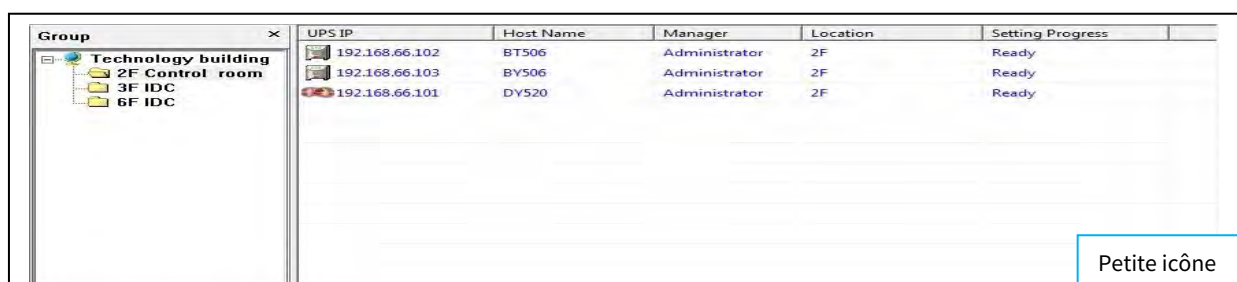 Group ×
Technology building
2F Control room
3F IDC
6F IDC
UPS IP Host Name Manager Location Setting Progress
192.168.66.102 BT506 Administrator 2F Ready
192.168.66.103 BY506 Administrator 2F Ready
192.168.66.101 DY520 Administrator 2F Ready
Petite icône